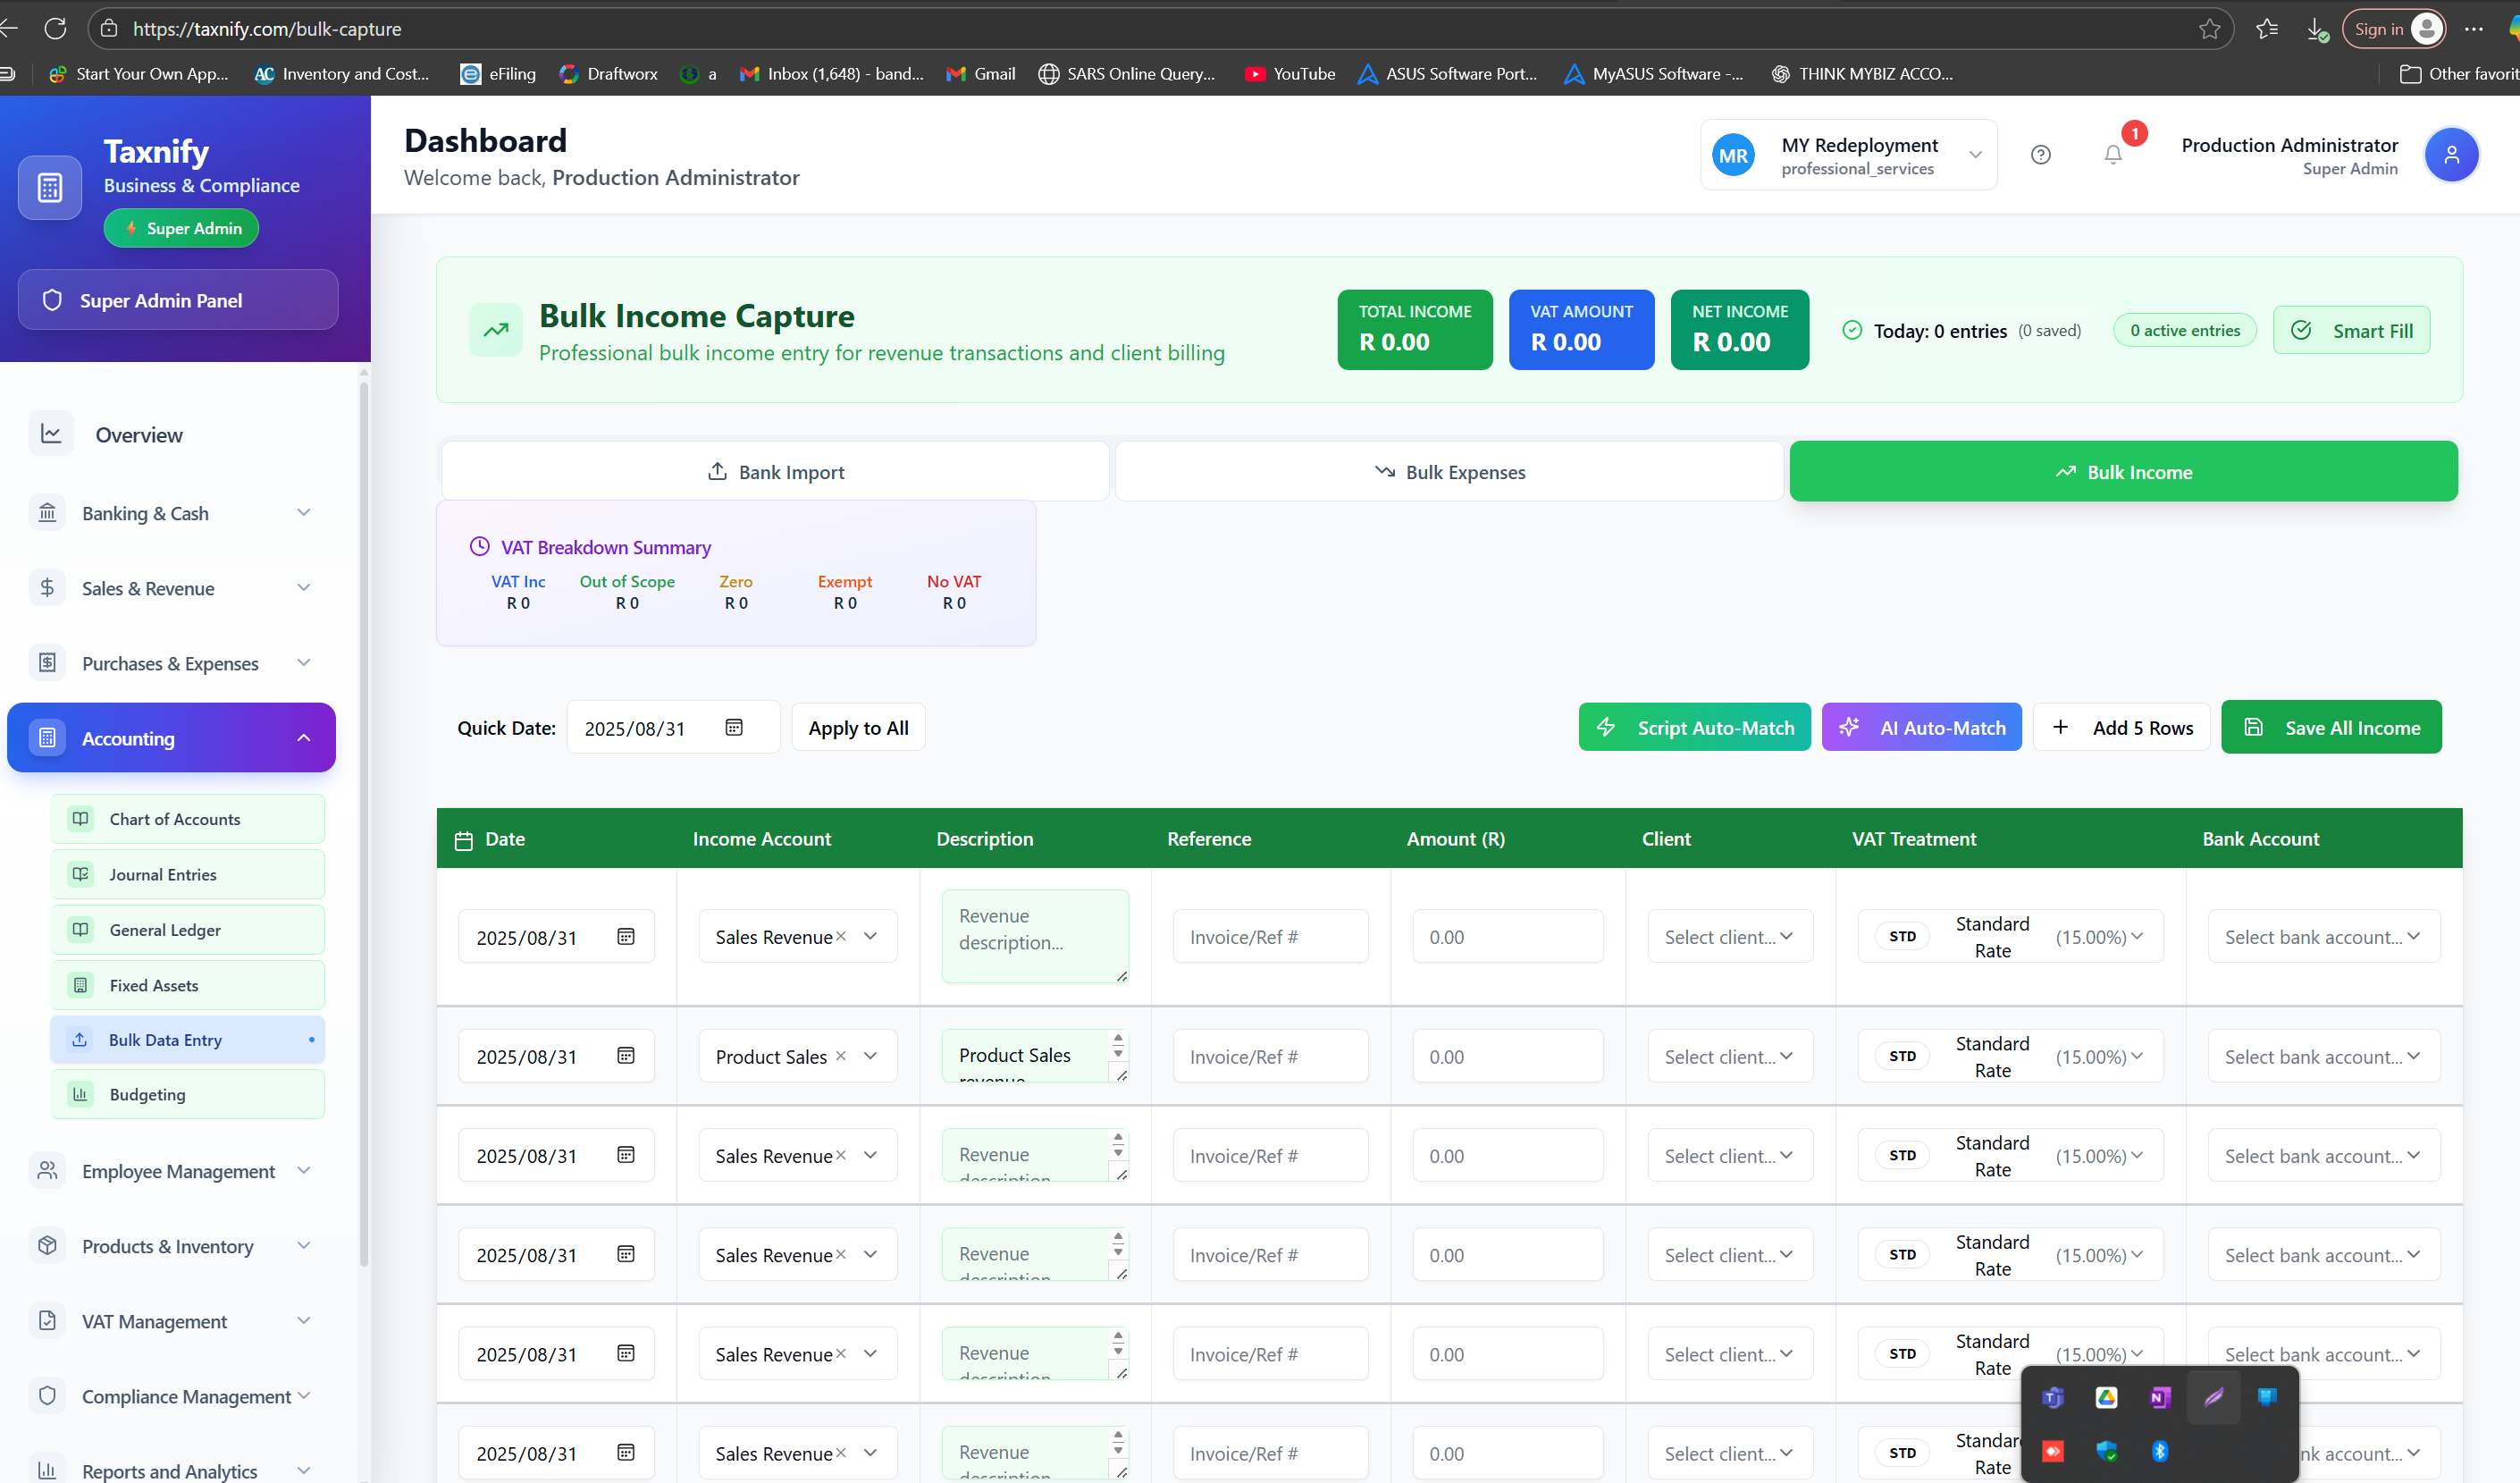 https://taxnify.com/bulk-capture
Sign in
Start Your Own App...
AC Inventory and Cost...
eFiling
Draftworx
a
Inbox (1,648) - band...
Gmail
SARS Online Query...
YouTube
ASUS Software Port...
MyASUS Software -...
THINK MYBIZ ACCO...
Other favorit
Taxnify
Business & Compliance
Super Admin
Super Admin Panel
Overview
Banking & Cash
Sales & Revenue
Purchases & Expenses
Accounting
Chart of Accounts
Journal Entries
General Ledger
Fixed Assets
Bulk Data Entry
Budgeting
Employee Management
Products & Inventory
VAT Management
Compliance Management
Reports and Analytics
Dashboard
Welcome back, Production Administrator
MR
MY Redeployment
professional_services
1
Production Administrator
Super Admin
Bulk Income Capture
Professional bulk income entry for revenue transactions and client billing
TOTAL INCOME
R 0.00
VAT AMOUNT
R 0.00
NET INCOME
R 0.00
Today: 0 entries (0 saved)
0 active entries
Smart Fill
Bank Import
Bulk Expenses
Bulk Income
VAT Breakdown Summary
VAT Inc Out of Scope Zero Exempt No VAT
R 0 R 0 R 0 R 0 R 0
Quick Date: 2025/08/31 Apply to All
Script Auto-Match
AI Auto-Match
Add 5 Rows
Save All Income
Date Income Account Description Reference Amount (R) Client VAT Treatment Bank Account
2025/08/31 Sales Revenue× Revenue description... Invoice/Ref # 0.00 Select client... STD Standard Rate (15.00%) Select bank account...
2025/08/31 Product Sales × Product Sales revenue Invoice/Ref # 0.00 Select client... STD Standard Rate (15.00%) Select bank account...
2025/08/31 Sales Revenue× Revenue description Invoice/Ref # 0.00 Select client... STD Standard Rate (15.00%) Select bank account...
2025/08/31 Sales Revenue× Revenue description Invoice/Ref # 0.00 Select client... STD Standard Rate (15.00%) Select bank account...
2025/08/31 Sales Revenue× Revenue description Invoice/Ref # 0.00 Select client... STD Standard Rate (15.00%) Select bank account...
2025/08/31 Sales Revenue× Revenue description Invoice/Ref # 0.00 Select client... STD Standard Rate nk account...